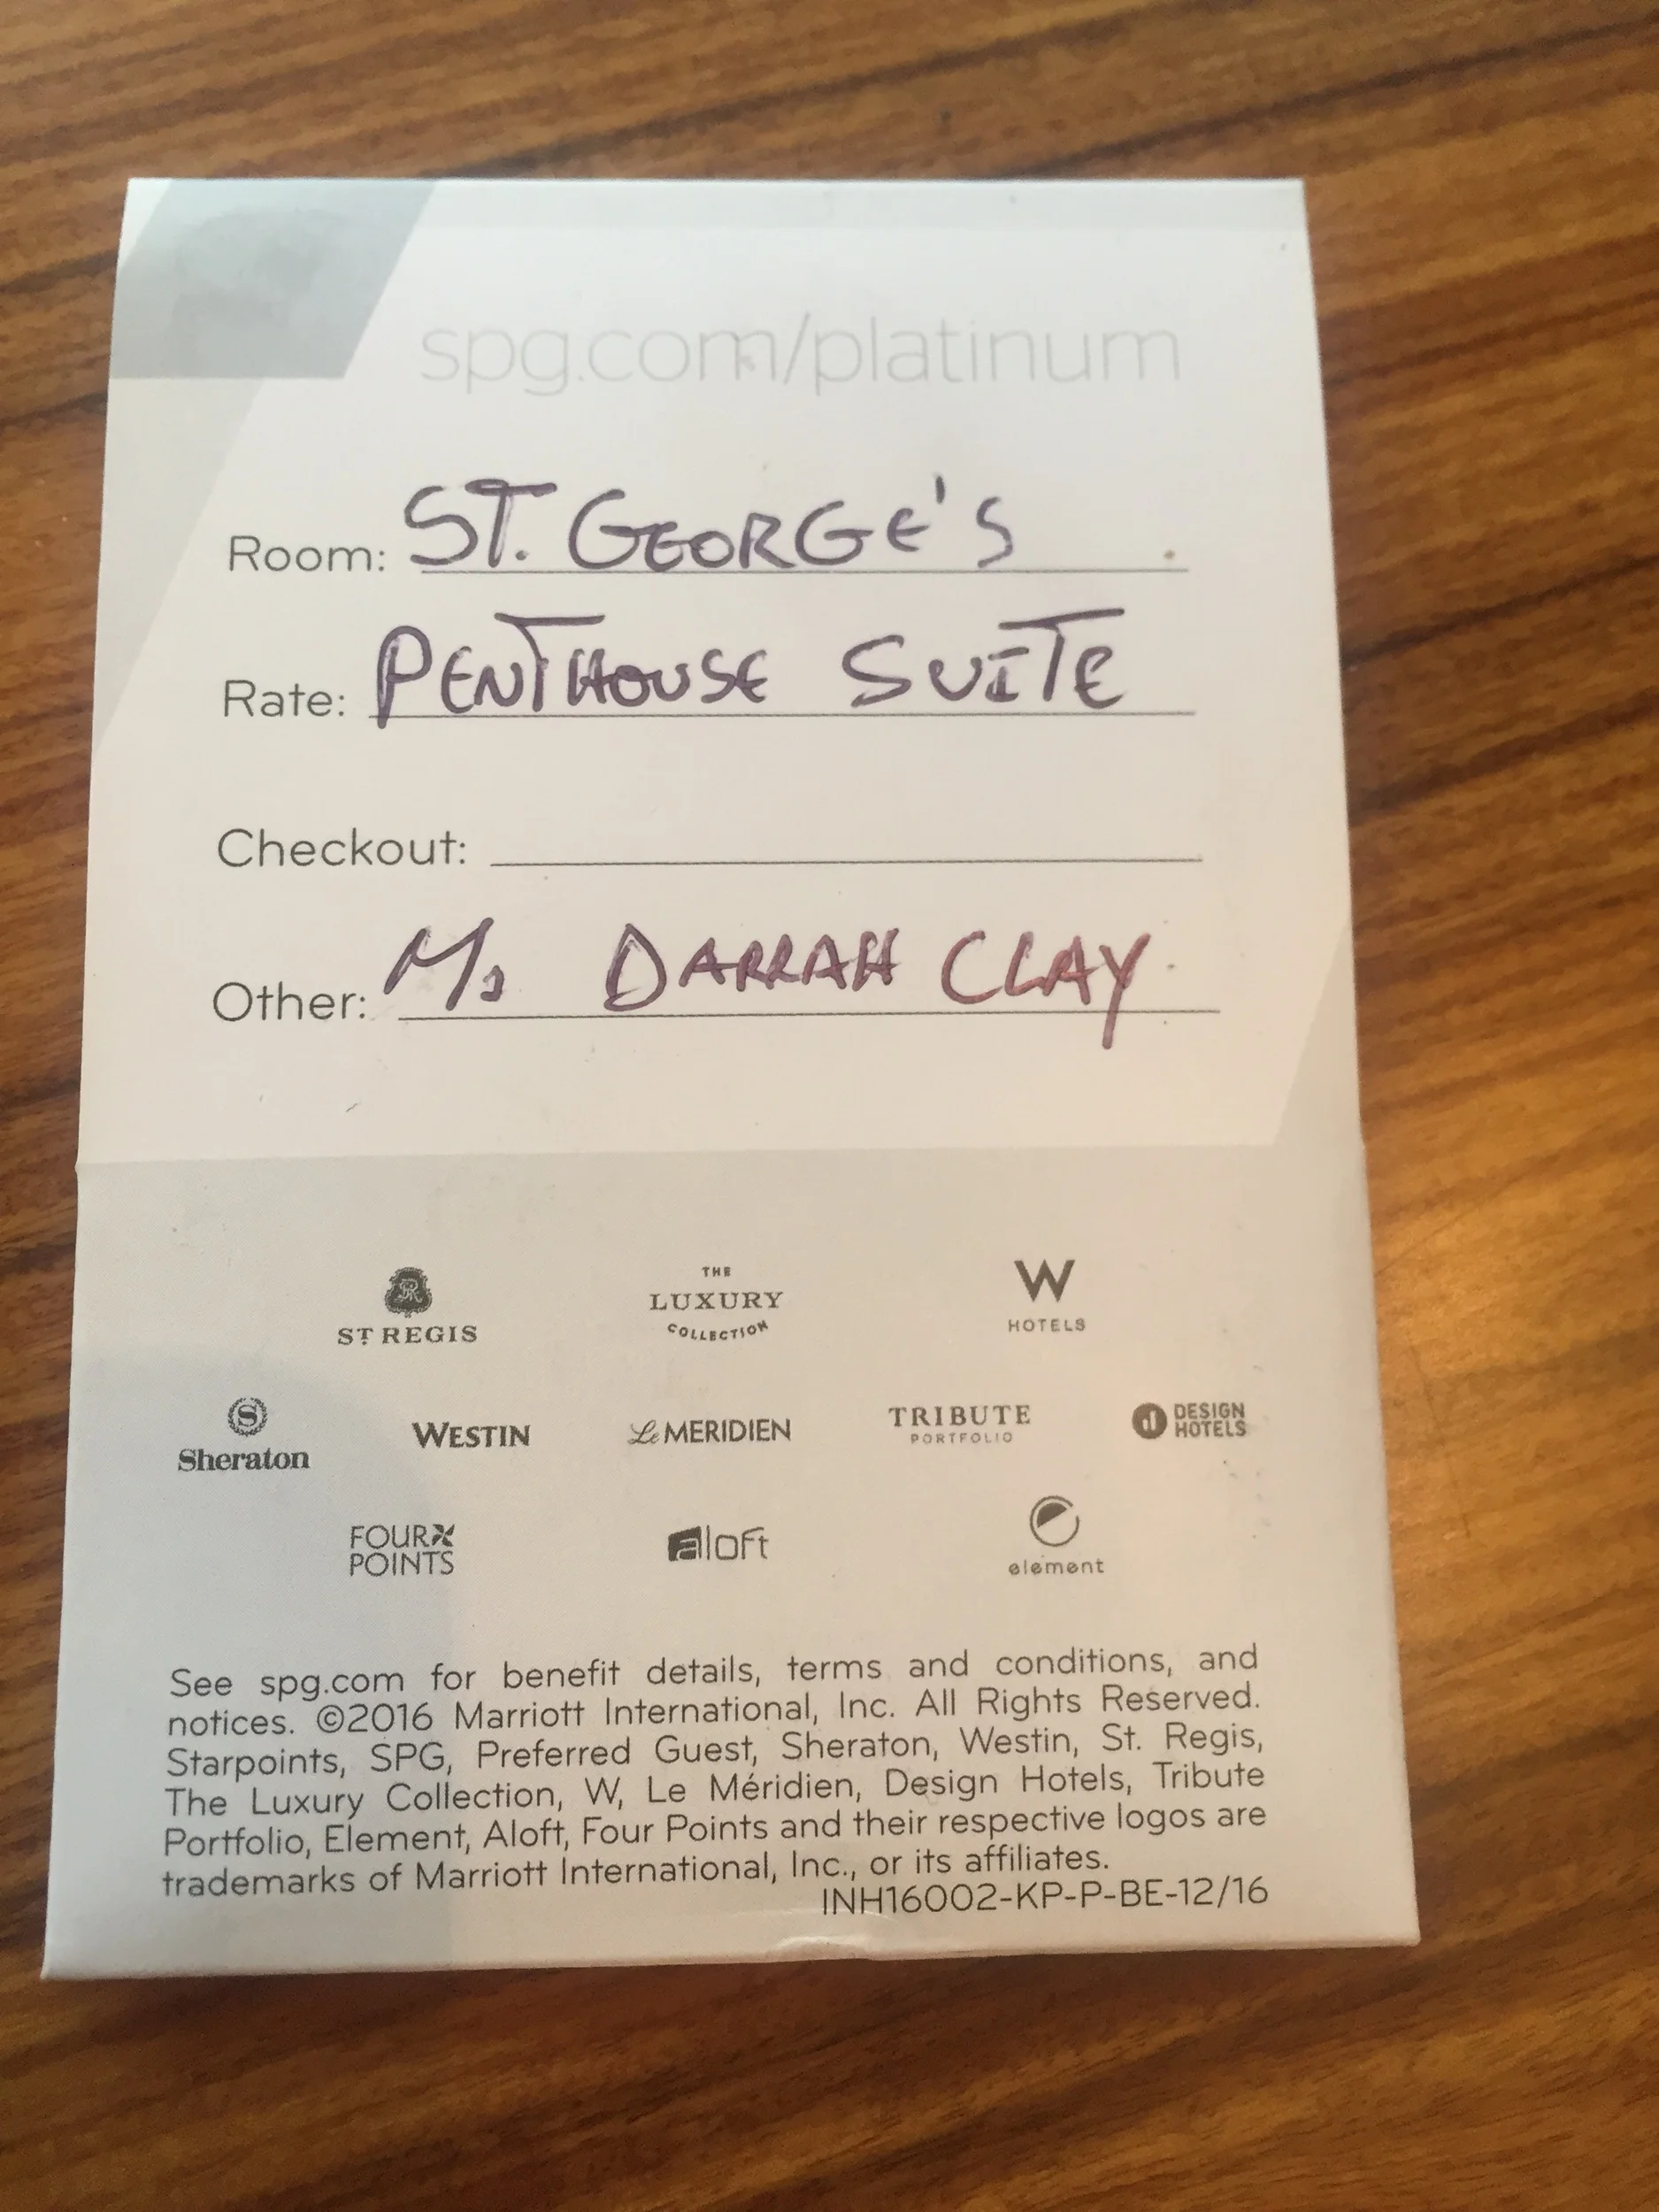 spg.com/platinum
Room: ST. GEORGE'S
Rate: PENTHOUSE SUITE
Checkout:
Other: Ms DARRAH CLAY
ST REGIS
THE
LUXURY
COLLECTION
W
HOTELS
S
Sheraton
WESTIN
Le MERIDIEN
TRIBUTE
PORTFOLIO
d DESIGN
HOTELS
FOUR
POINTS
aloft
element
See spg.com for benefit details, terms and conditions, and
notices. ©2016 Marriott International, Inc. All Rights Reserved.
Starpoints, SPG, Preferred Guest, Sheraton, Westin, St. Regis,
The Luxury Collection, W, Le Méridien, Design Hotels, Tribute
Portfolio, Element, Aloft, Four Points and their respective logos are
trademarks of Marriott International, Inc., or its affiliates.
INH16002-KP-P-BE-12/16